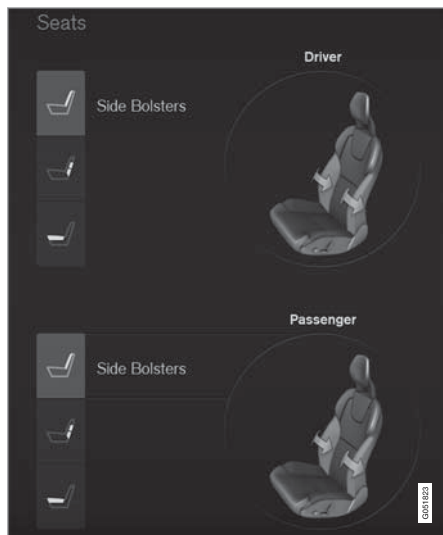 Seats
Driver
Side Bolsters
Passenger
Side Bolsters
G051823